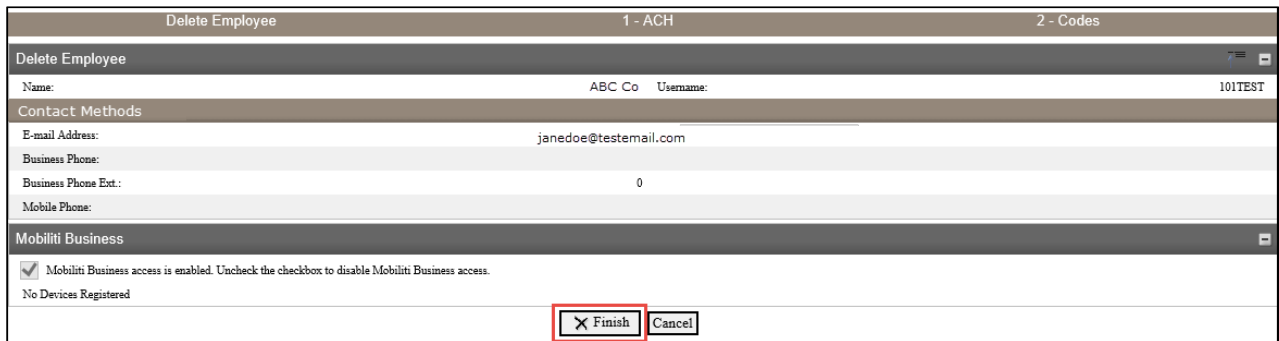 Delete Employee 1 - ACH 2 - Codes
Delete Employee
Name: ABC Co Username: 101TEST
Contact Methods
E-mail Address: janedoe@testemail.com
Business Phone:
Business Phone Ext.: 0
Mobile Phone:
Mobiliti Business
Mobiliti Business access is enabled. Uncheck the checkbox to disable Mobiliti Business access.
No Devices Registered
Finish Cancel